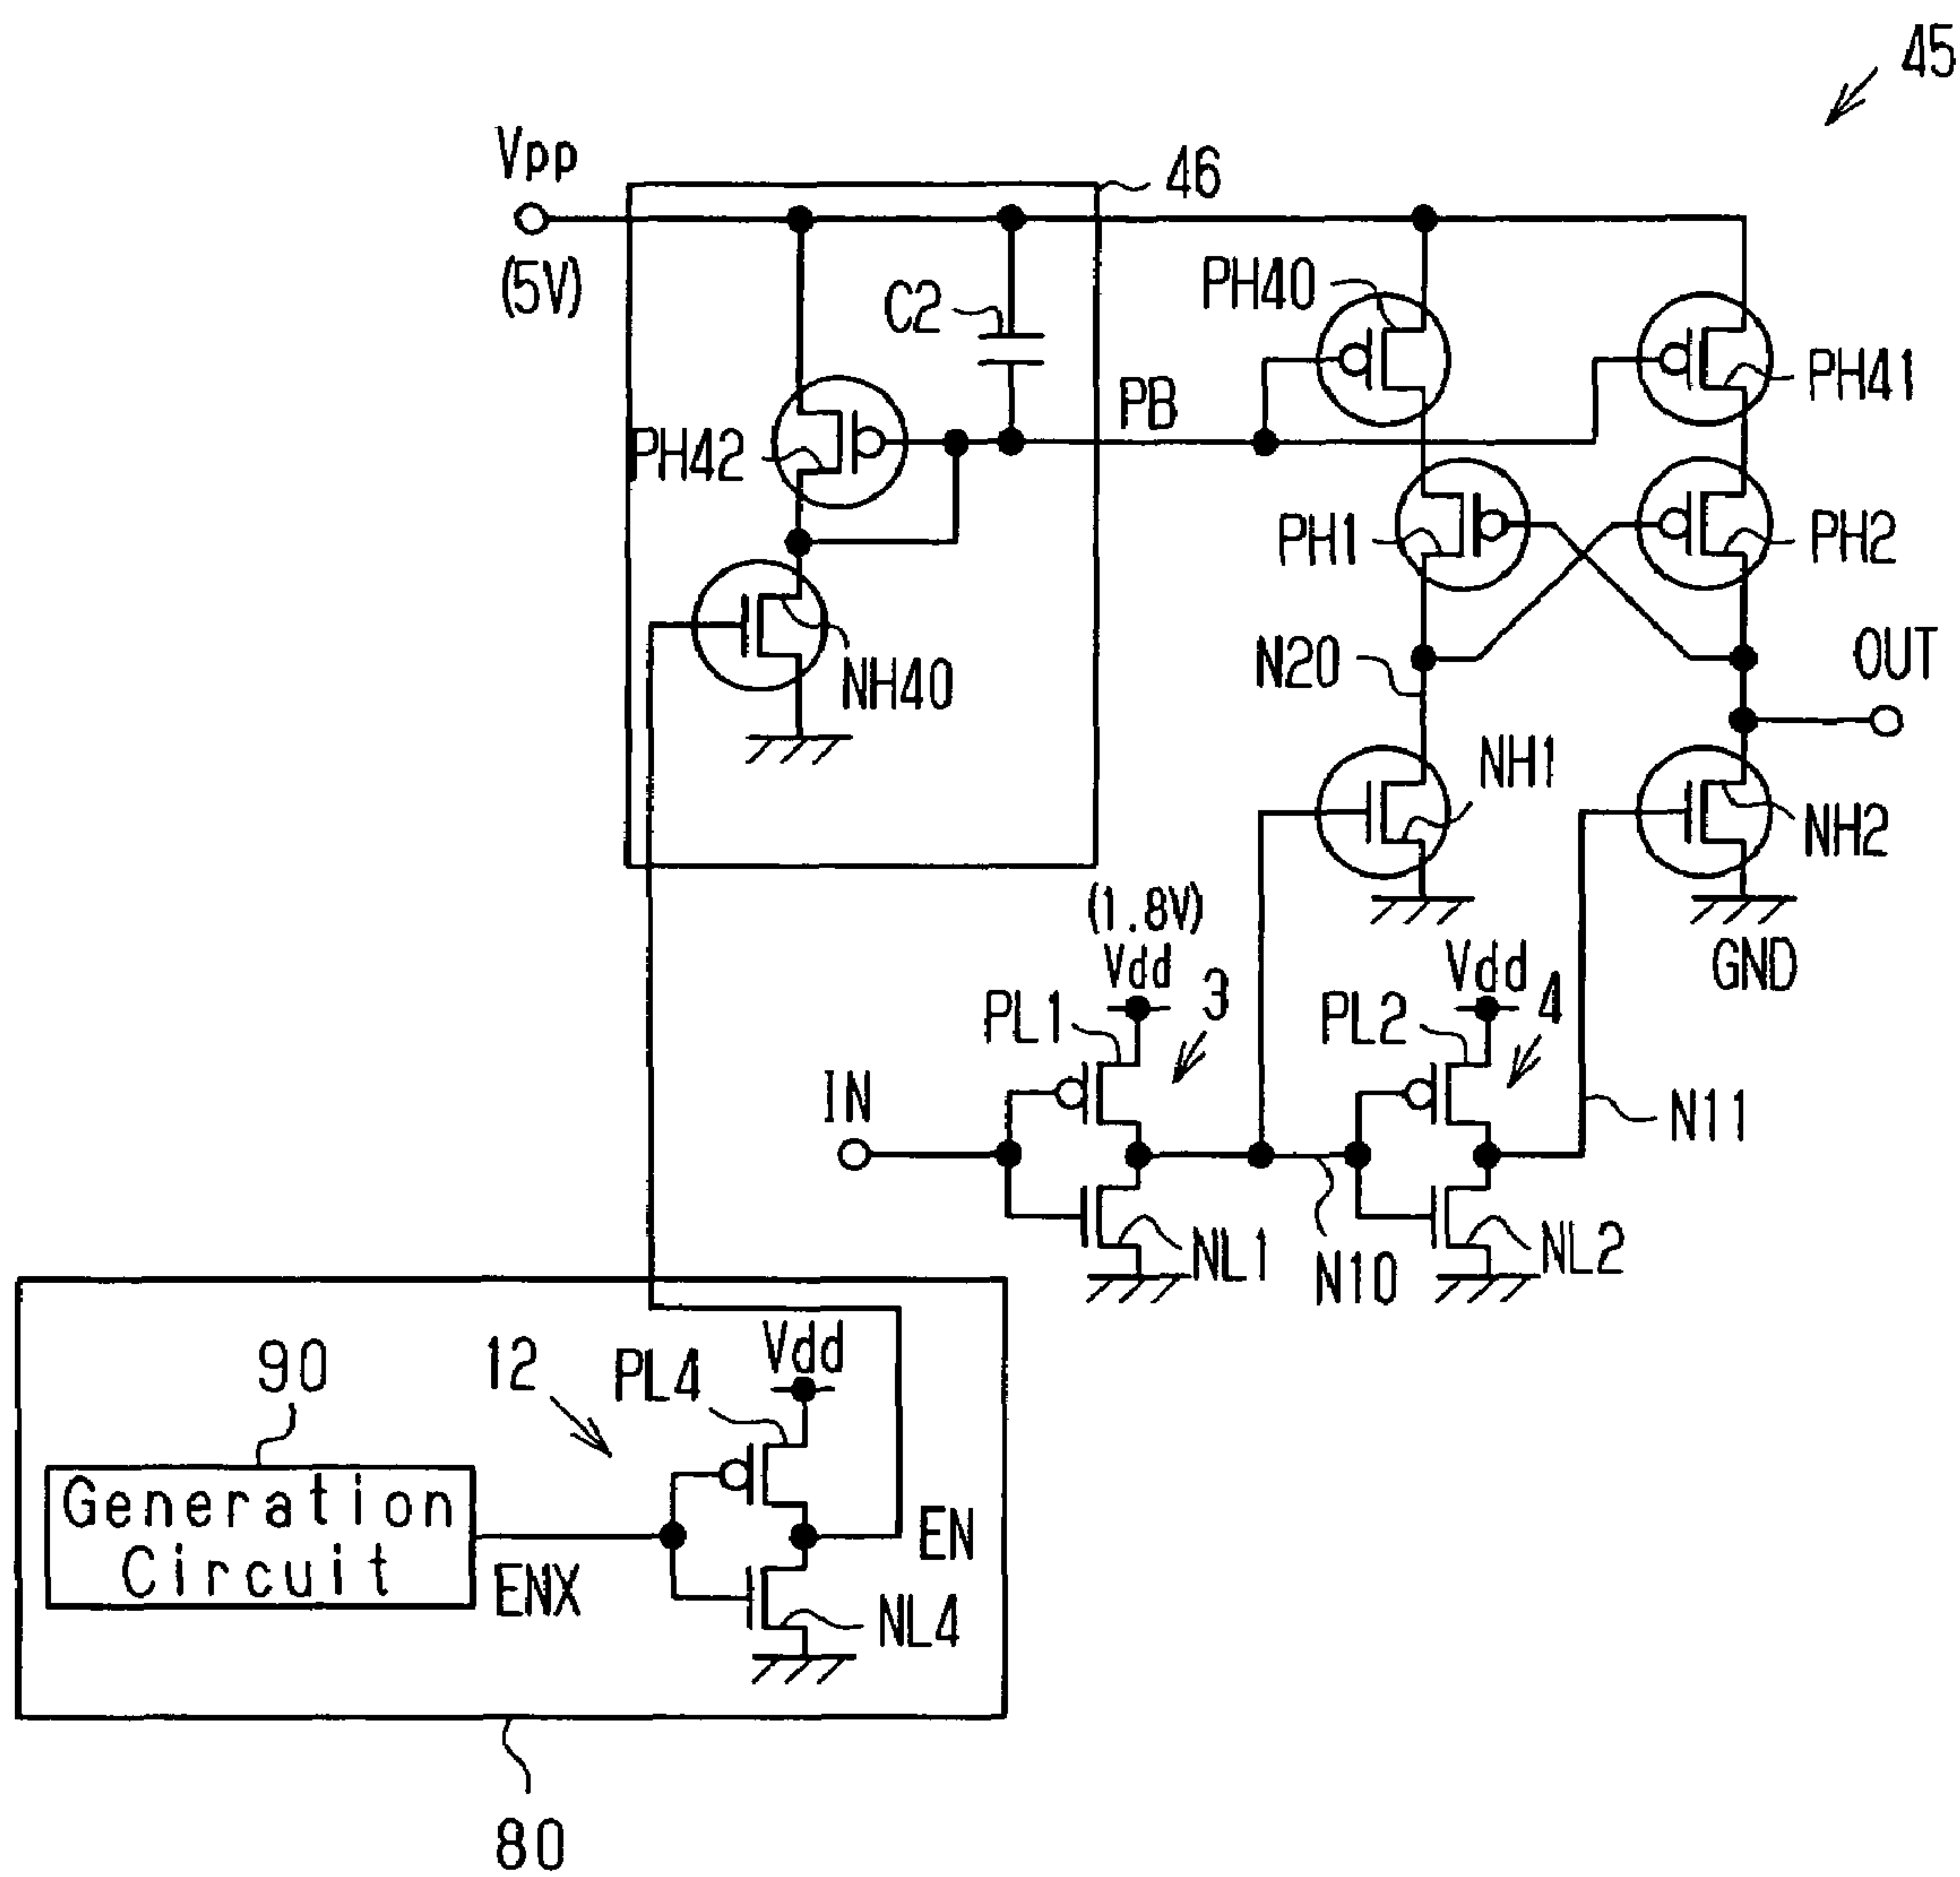 45
Vpp
46
(5V)
PH40
C2
PH41
PB
PH42
PH1
PH2
OUT
N20
NH40
NH1
NH2
(1.8V)
Vdd
3
Vdd
4
GND
PL1
PL2
IN
N11
NL1
N10
NL2
90
12
PL4
Vdd
Generation
Circuit
ENX
EN
NL4
80